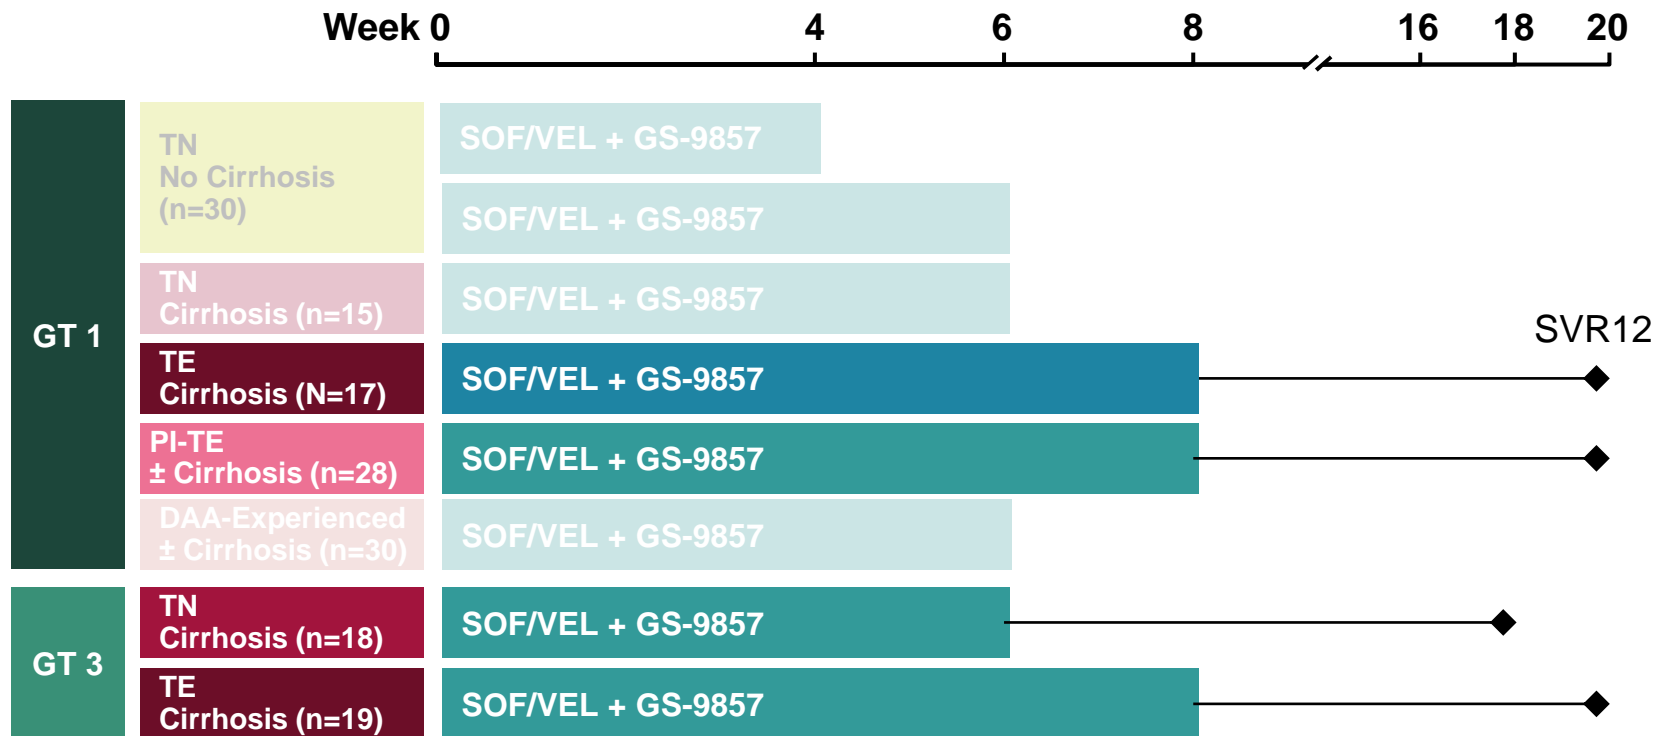 Week 0 4 6 8 16 18 20
TN
No Cirrhosis
(n=30)
SOF/VEL + GS-9857
SOF/VEL + GS-9857
TN
Cirrhosis (n=15)
SOF/VEL + GS-9857
GT 1
SVR12
TE
Cirrhosis (N=17)
SOF/VEL + GS-9857
PI-TE
± Cirrhosis (n=28)
SOF/VEL + GS-9857
DAA-Experienced
± Cirrhosis (n=30)
SOF/VEL + GS-9857
GT 3
TN
Cirrhosis (n=18)
SOF/VEL + GS-9857
TE
Cirrhosis (n=19)
SOF/VEL + GS-9857